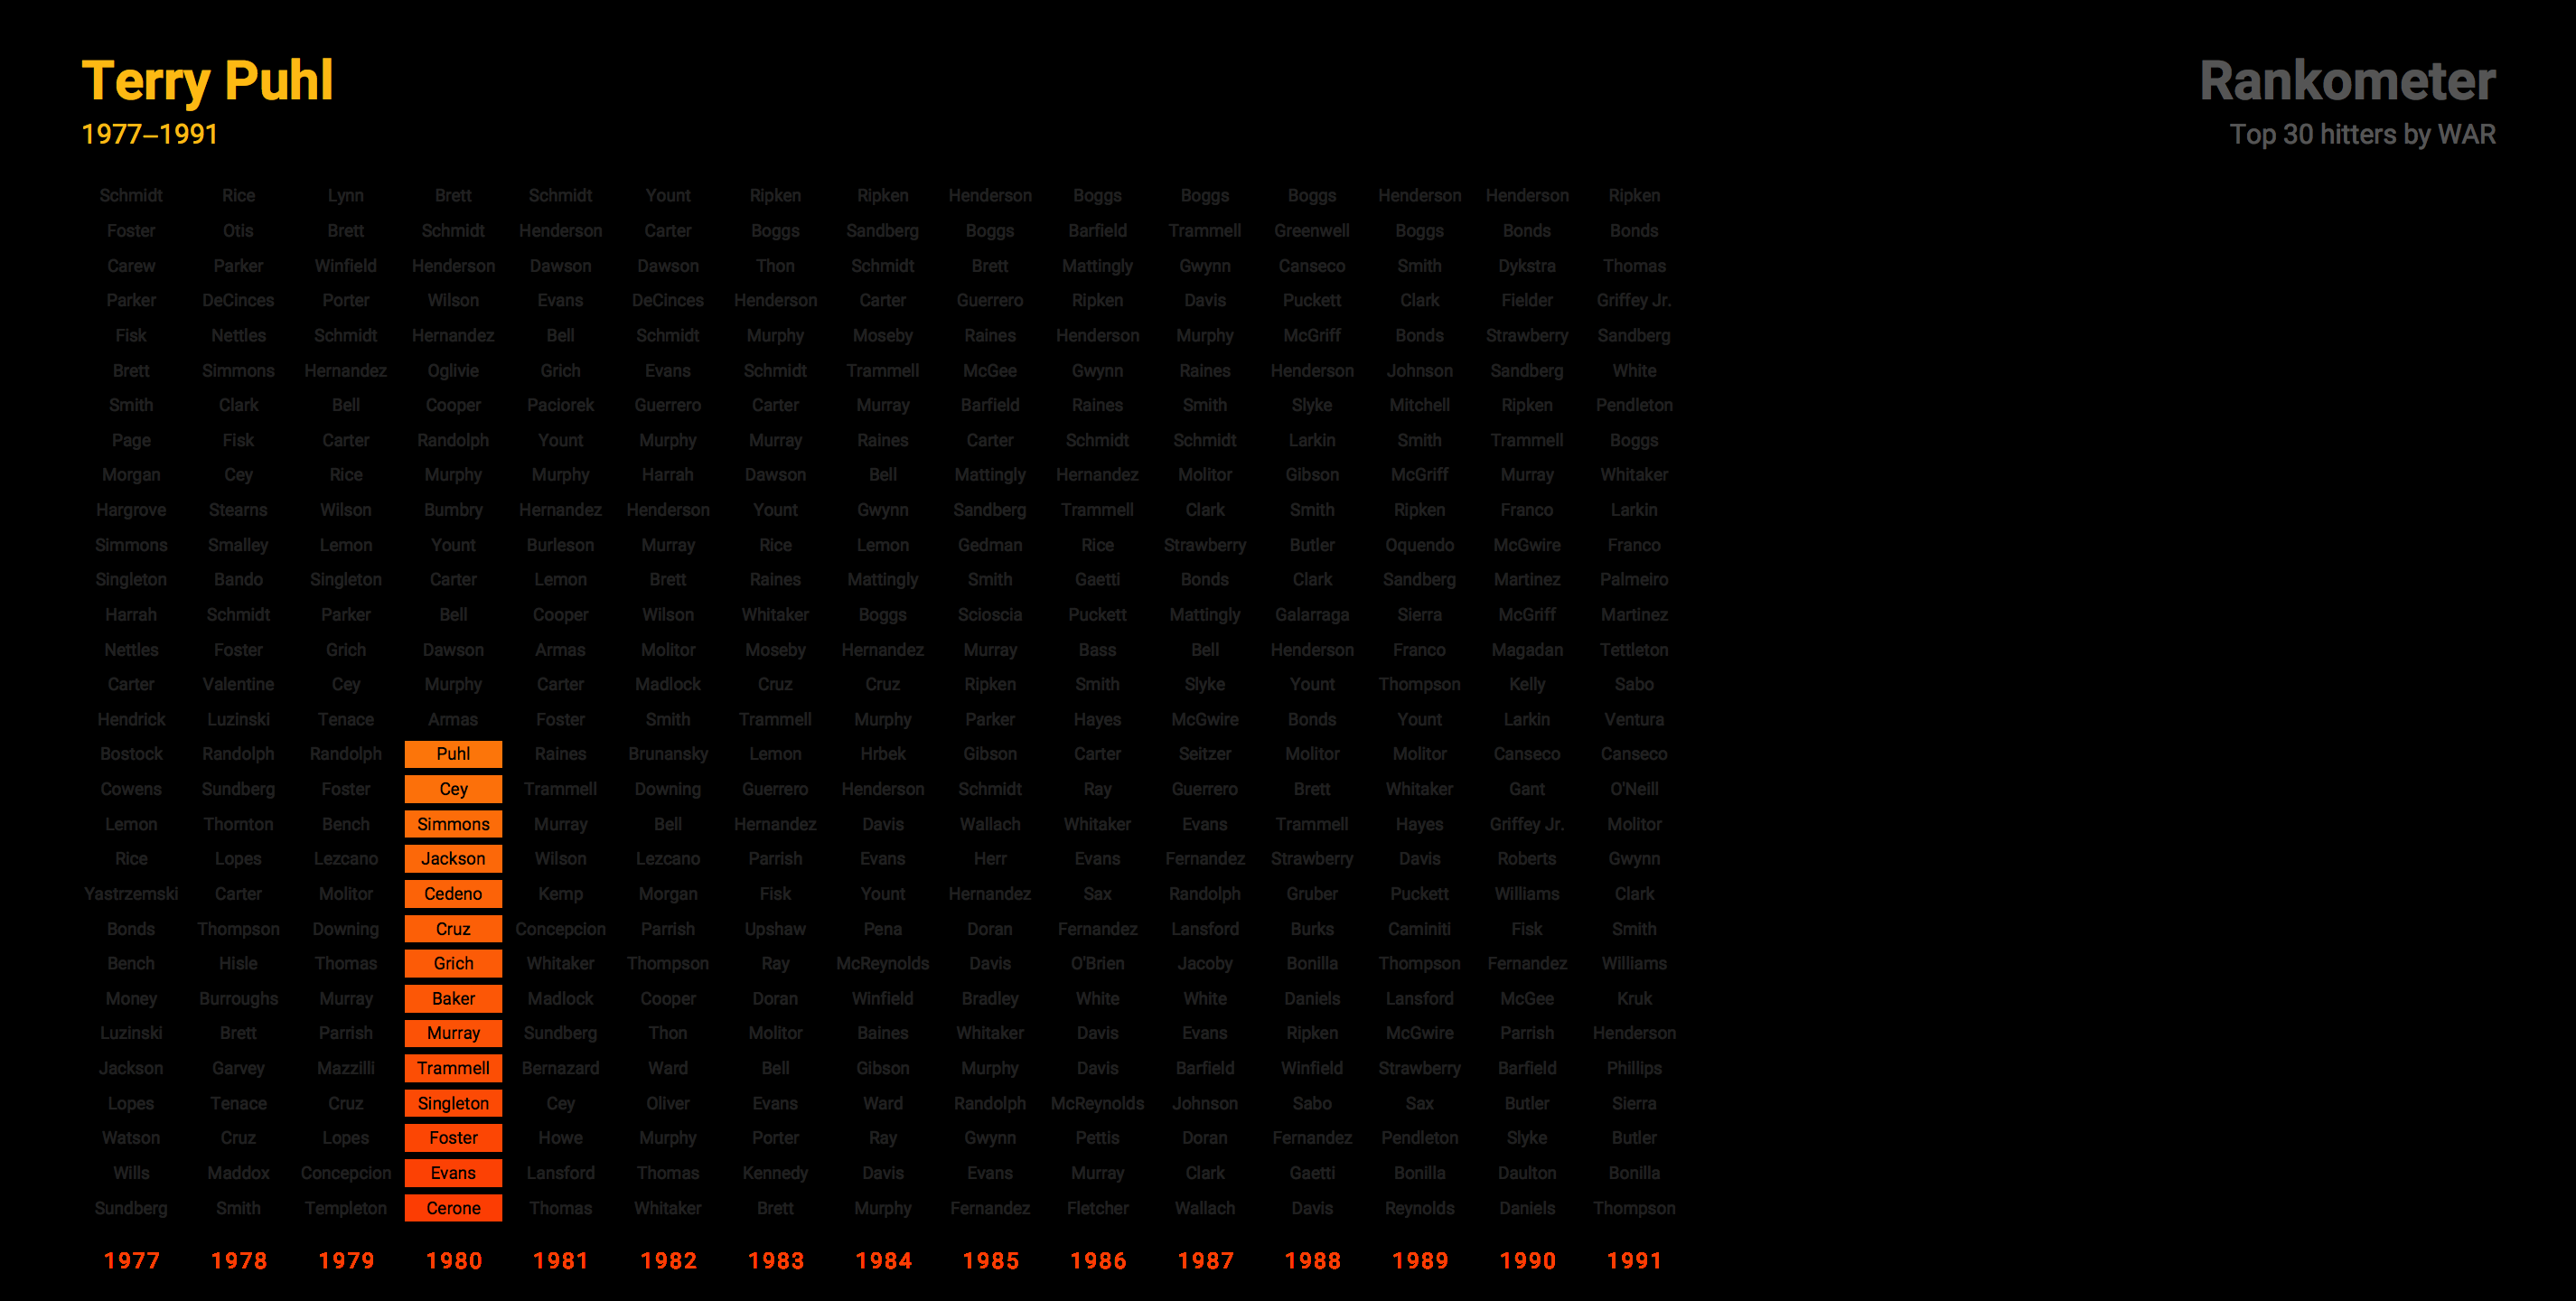 Terry Puhl
1977–1991
Rankometer
Top 30 hitters by WAR
Schmidt Rice Lynn Brett Schmidt Yount Ripken Ripken Henderson Boggs Boggs Boggs Henderson Henderson Ripken
Foster Otis Brett Schmidt Henderson Carter Boggs Sandberg Boggs Barfield Trammell Greenwell Boggs Bonds Bonds
Carew Parker Winfield Henderson Dawson Dawson Thon Schmidt Brett Mattingly Gwynn Canseco Smith Dykstra Thomas
Parker DeCinces Porter Wilson Evans DeCinces Henderson Carter Guerrero Ripken Davis Puckett Clark Fielder Griffey Jr.
Fisk Nettles Schmidt Hernandez Bell Schmidt Murphy Moseby Raines Henderson Murphy McGriff Bonds Strawberry Sandberg
Brett Simmons Hernandez Oglivie Grich Evans Schmidt Trammell McGee Gwynn Raines Henderson Johnson Sandberg White
Smith Clark Bell Cooper Paciorek Guerrero Carter Murray Barfield Raines Smith Slyke Mitchell Ripken Pendleton
Page Fisk Carter Randolph Yount Murphy Murray Raines Carter Schmidt Schmidt Larkin Smith Trammell Boggs
Morgan Cey Rice Murphy Murphy Harrah Dawson Bell Mattingly Hernandez Molitor Gibson McGriff Murray Whitaker
Hargrove Stearns Wilson Bumbry Hernandez Henderson Yount Gwynn Sandberg Trammell Clark Smith Ripken Franco Larkin
Simmons Smalley Lemon Yount Burleson Murray Rice Lemon Gedman Rice Strawberry Butler Oquendo McGwire Franco
Singleton Bando Singleton Carter Lemon Brett Raines Mattingly Smith Gaetti Bonds Clark Sandberg Martinez Palmeiro
Harrah Schmidt Parker Bell Cooper Wilson Whitaker Boggs Scioscia Puckett Mattingly Galarraga Sierra McGriff Martinez
Nettles Foster Grich Dawson Armas Molitor Moseby Hernandez Murray Bass Bell Henderson Franco Magadan Tettleton
Carter Valentine Cey Murphy Carter Madlock Cruz Cruz Ripken Smith Slyke Yount Thompson Kelly Sabo
Hendrick Luzinski Tenace Armas Foster Smith Trammell Murphy Parker Hayes McGwire Bonds Yount Larkin Ventura
Bostock Randolph Randolph Puhl Raines Brunansky Lemon Hrbek Gibson Carter Seitzer Molitor Molitor Canseco Canseco
Cowens Sundberg Foster Cey Trammell Downing Guerrero Henderson Schmidt Ray Guerrero Brett Whitaker Gant O'Neill
Lemon Thornton Bench Simmons Murray Bell Hernandez Davis Wallach Whitaker Evans Trammell Hayes Griffey Jr. Molitor
Rice Lopes Lezcano Jackson Wilson Lezcano Parrish Evans Herr Evans Fernandez Strawberry Davis Roberts Gwynn
Yastrzemski Carter Molitor Cedeno Kemp Morgan Fisk Yount Hernandez Sax Randolph Gruber Puckett Williams Clark
Bonds Thompson Downing Cruz Concepcion Parrish Upshaw Pena Doran Fernandez Lansford Burks Caminiti Fisk Smith
Bench Hisle Thomas Grich Whitaker Thompson Ray McReynolds Davis O'Brien Jacoby Bonilla Thompson Fernandez Williams
Money Burroughs Murray Baker Madlock Cooper Doran Winfield Bradley White White Daniels Lansford McGee Kruk
Luzinski Brett Parrish Murray Sundberg Thon Molitor Baines Whitaker Davis Evans Ripken McGwire Parrish Henderson
Jackson Garvey Mazzilli Trammell Bernazard Ward Bell Gibson Murphy Davis Barfield Winfield Strawberry Barfield Phillips
Lopes Tenace Cruz Singleton Cey Oliver Evans Ward Randolph McReynolds Johnson Sabo Sax Butler Sierra
Watson Cruz Lopes Foster Howe Murphy Porter Ray Gwynn Pettis Doran Fernandez Pendleton Slyke Butler
Wills Maddox Concepcion Evans Lansford Thomas Kennedy Davis Evans Murray Clark Gaetti Bonilla Daulton Bonilla
Sundberg Smith Templeton Cerone Thomas Whitaker Brett Murphy Fernandez Fletcher Wallach Davis Reynolds Daniels Thompson
1977 1978 1979 1980 1981 1982 1983 1984 1985 1986 1987 1988 1989 1990 1991